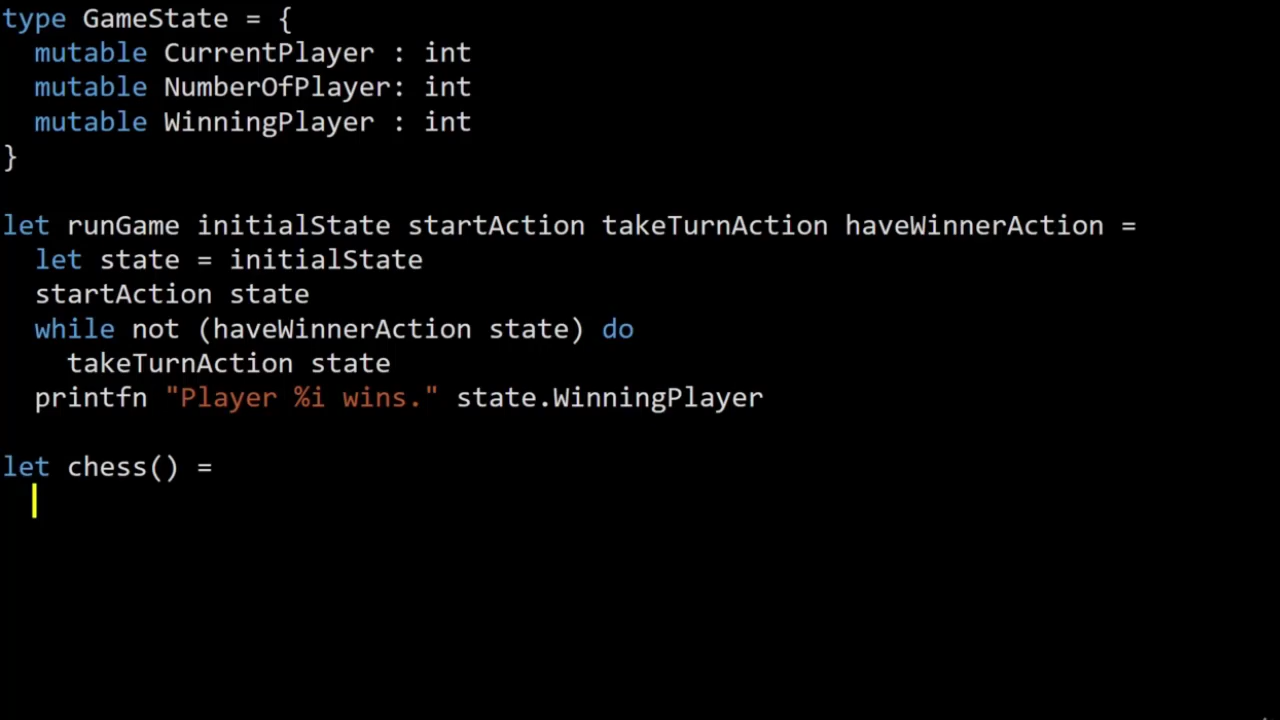 type GameState = {
  mutable CurrentPlayer : int
  mutable NumberOfPlayer: int
  mutable WinningPlayer : int
}
let runGame initialState startAction takeTurnAction haveWinnerAction =
  let state = initialState
  startAction state
  while not (haveWinnerAction state) do
    takeTurnAction state
  printfn "Player %i wins." state.WinningPlayer
let chess() =